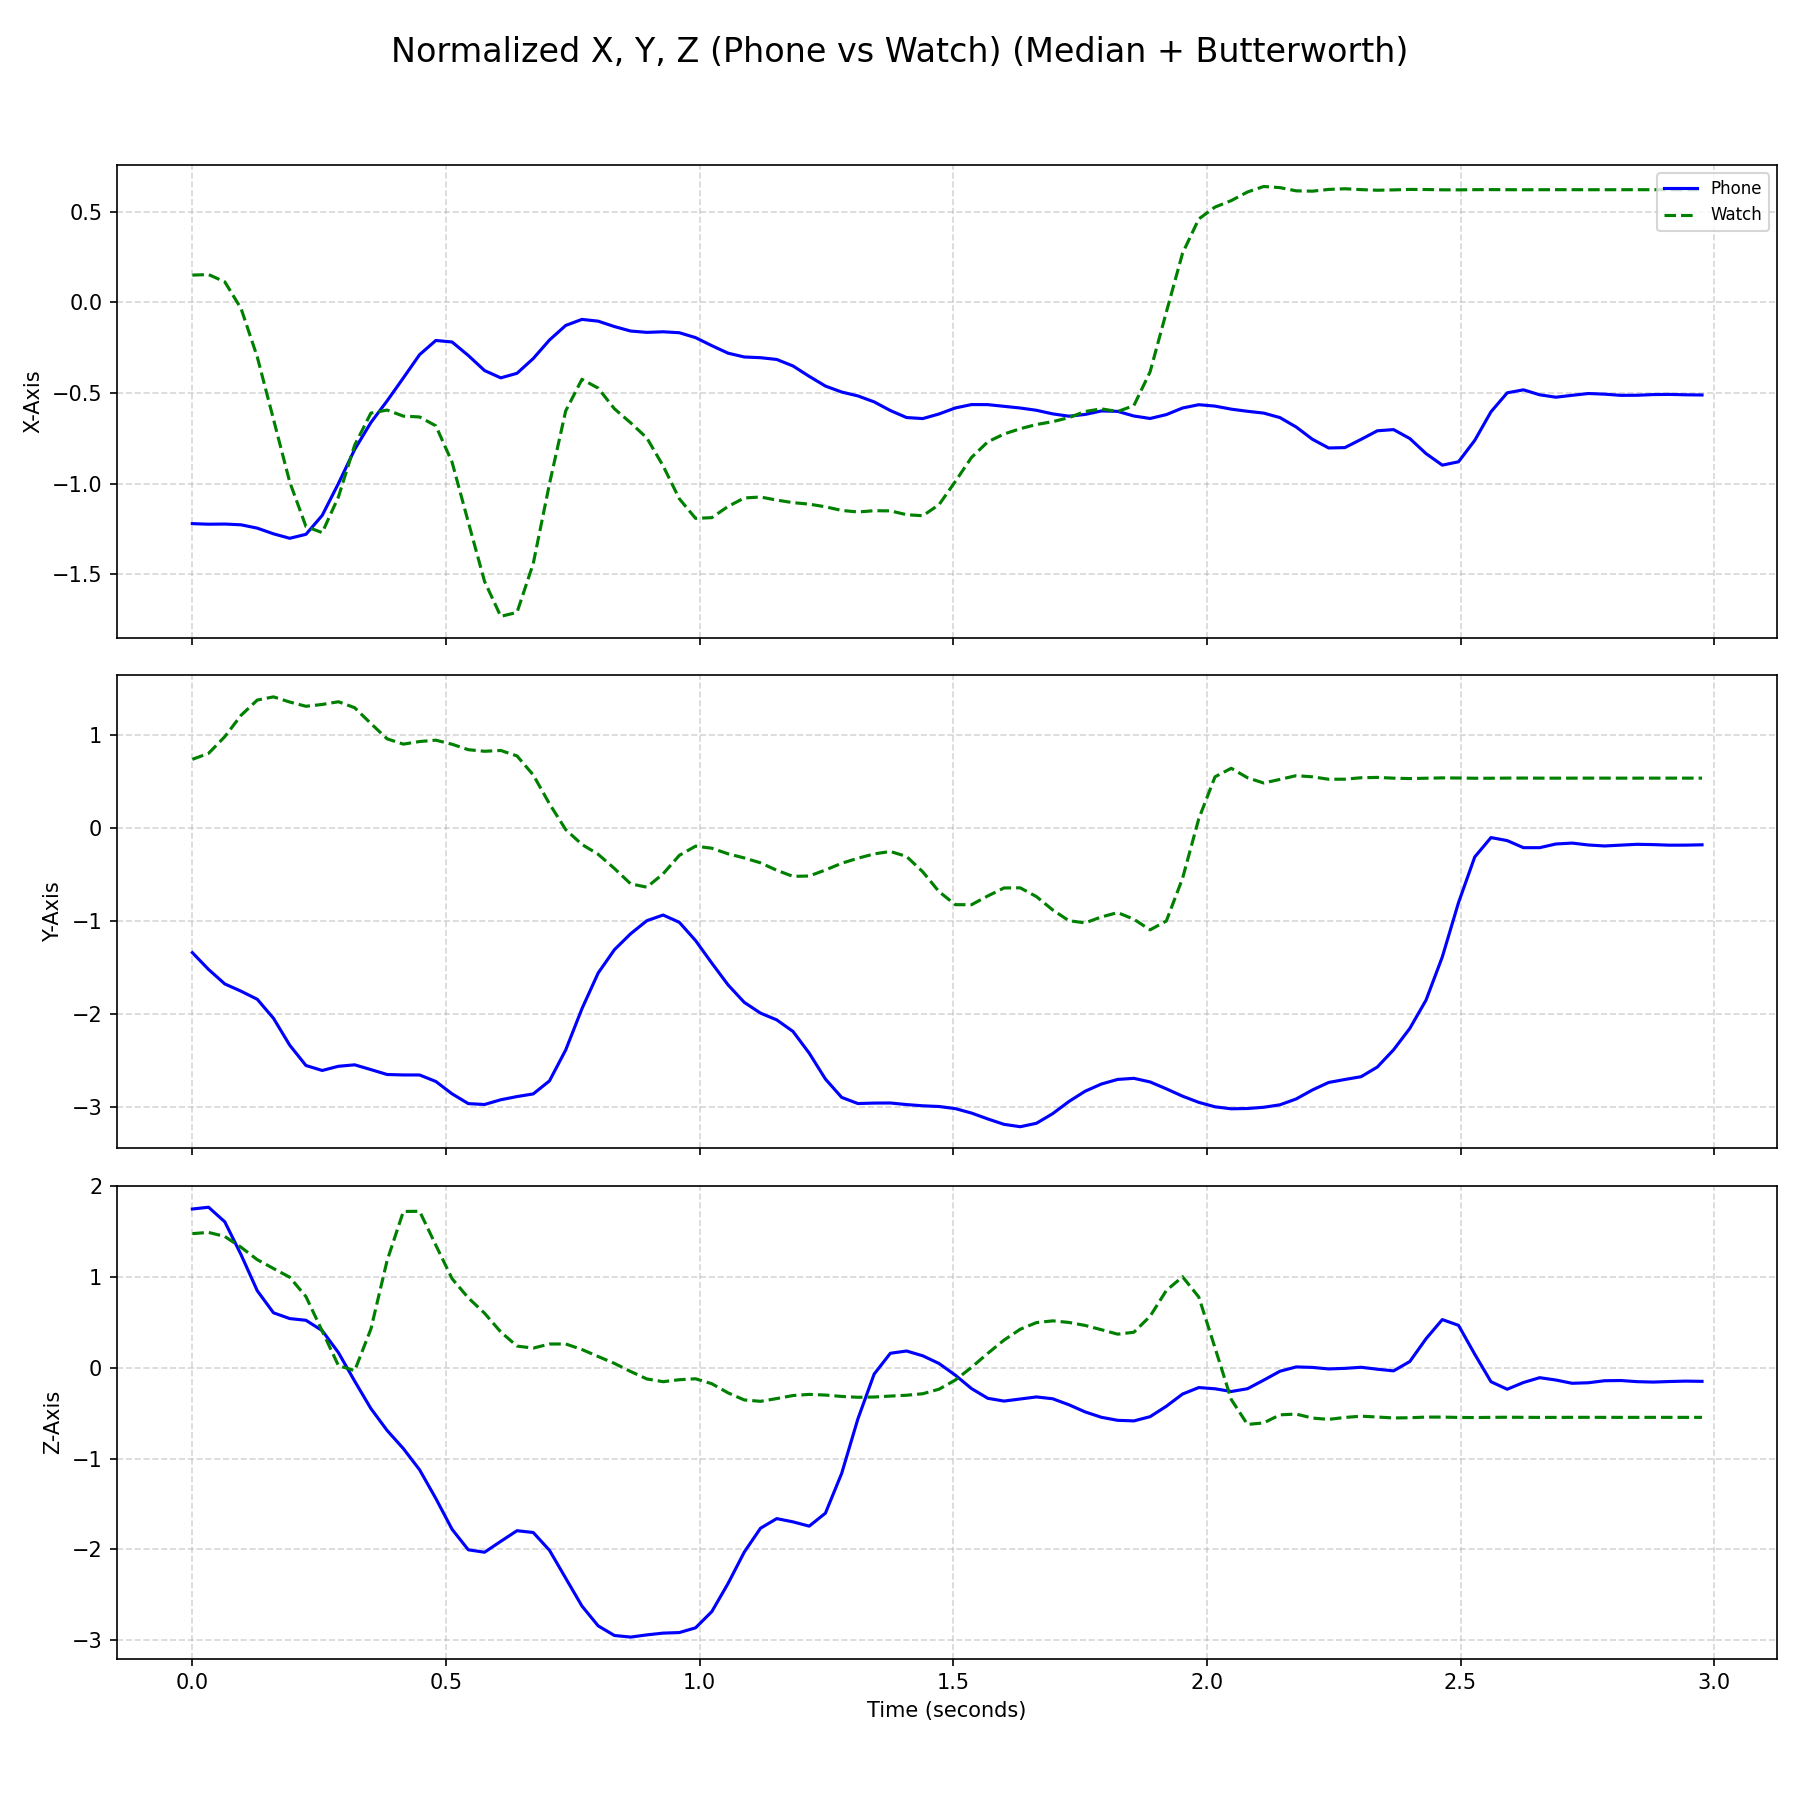 Normalized X, Y, Z (Phone vs Watch) (Median + Butterworth)
Phone
Watch
0.5
0.0
−0.5
−1.0
−1.5
X-Axis
1
0
−1
−2
−3
Y-Axis
2
1
0
−1
−2
−3
Z-Axis
0.0 0.5 1.0 1.5 2.0 2.5 3.0
Time (seconds)